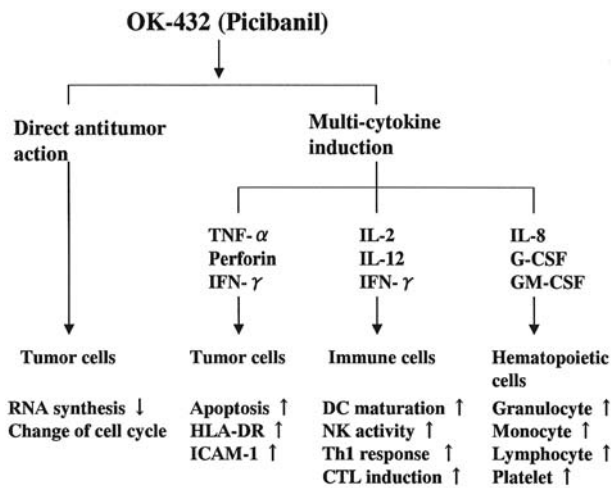 OK-432 (Picibanil)
Direct antitumor
action
Multi-cytokine
induction
TNF-α
Perforin
IFN-γ
IL-2
IL-12
IFN-γ
IL-8
G-CSF
GM-CSF
Tumor cells
RNA synthesis ↓
Change of cell cycle
Tumor cells
Apoptosis ↑
HLA-DR ↑
ICAM-1 ↑
Immune cells
DC maturation ↑
NK activity ↑
Th1 response ↑
CTL induction ↑
Hematopoietic
cells
Granulocyte ↑
Monocyte ↑
Lymphocyte ↑
Platelet ↑